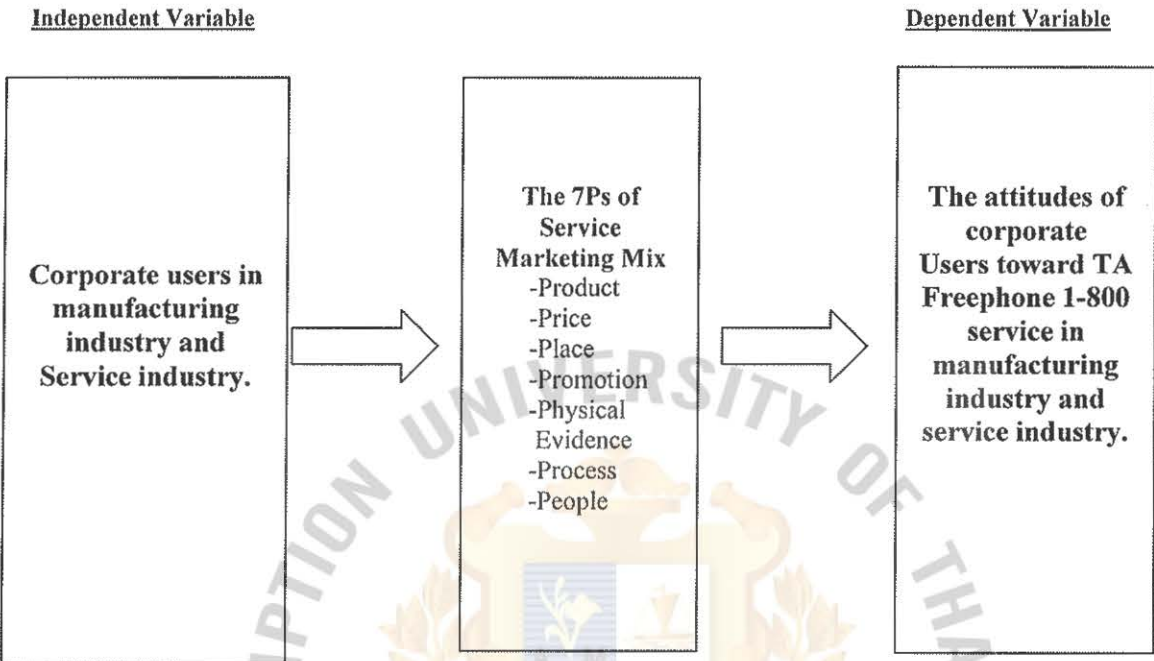 Independent Variable
Dependent Variable
Corporate users in
manufacturing
industry and
Service industry.
The 7Ps of
Service
Marketing Mix
-Product
-Price
-Place
-Promotion
-Physical
Evidence
-Process
-People
The attitudes of
corporate
Users toward TA
Freephone 1-800
service in
manufacturing
industry and
service industry.
UNIVERSITY OF